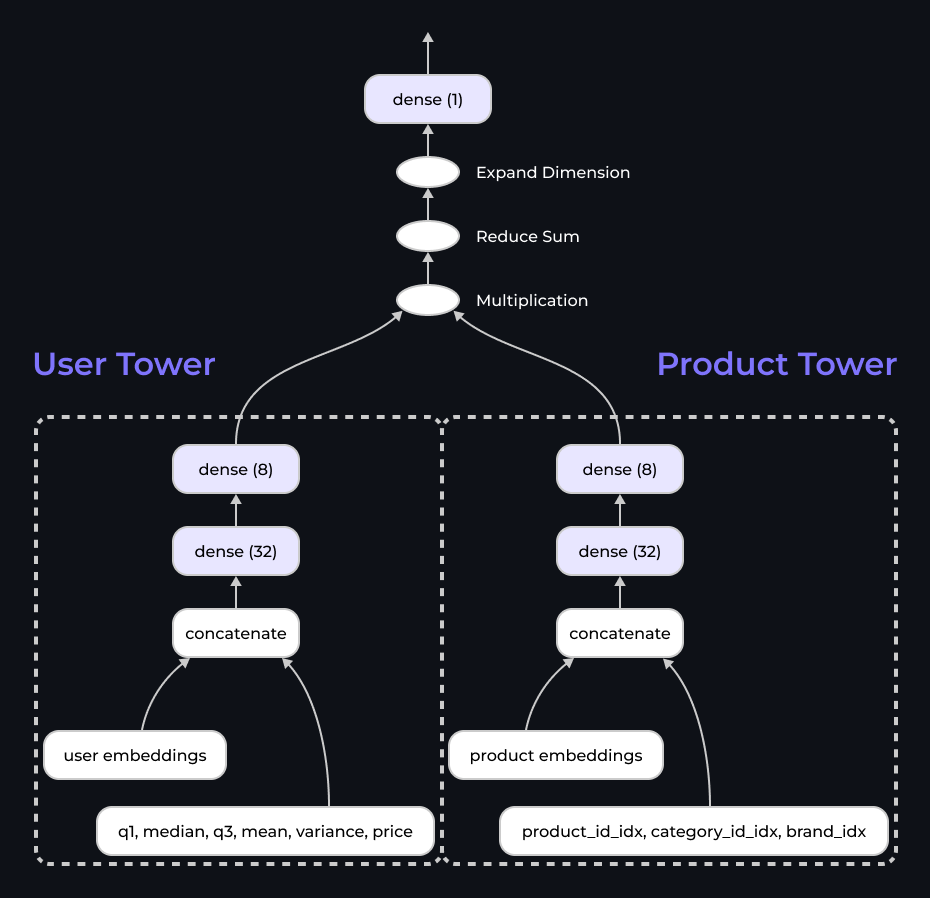 dense (1)
Expand Dimension
Reduce Sum
Multiplication
User Tower
Product Tower
dense (8)
dense (8)
dense (32)
dense (32)
concatenate
concatenate
user embeddings
product embeddings
q1, median, q3, mean, variance, price
product_id_idx, category_id_idx, brand_idx